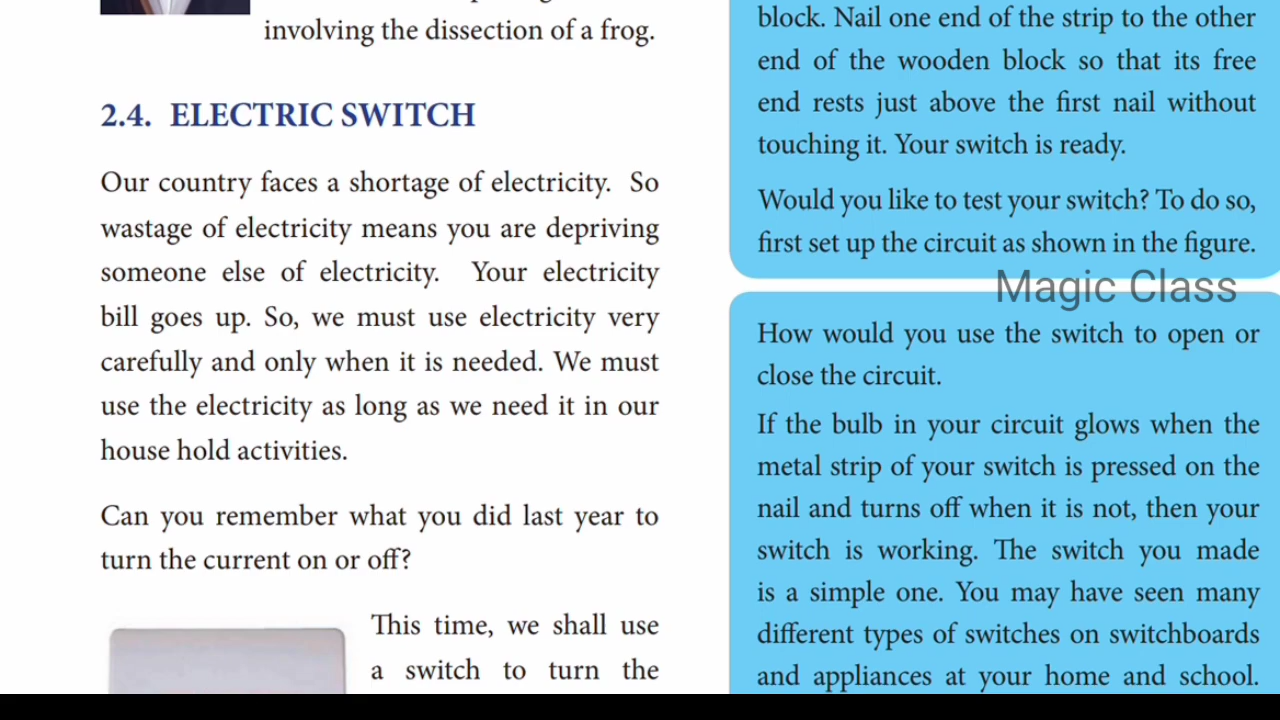 involving the dissection of a frog.
2.4. ELECTRIC SWITCH
Our country faces a shortage of electricity. So
wastage of electricity means you are depriving
someone else of electricity. Your electricity
bill goes up. So, we must use electricity very
carefully and only when it is needed. We must
use the electricity as long as we need it in our
house hold activities.
Can you remember what you did last year to
turn the current on or off?
This time, we shall use
a switch to turn the
block. Nail one end of the strip to the other
end of the wooden block so that its free
end rests just above the first nail without
touching it. Your switch is ready.
Would you like to test your switch? To do so,
first set up the circuit as shown in the figure.
Magic Class
How would you use the switch to open or
close the circuit.
If the bulb in your circuit glows when the
metal strip of your switch is pressed on the
nail and turns off when it is not, then your
switch is working. The switch you made
is a simple one. You may have seen many
different types of switches on switchboards
and appliances at your home and school.